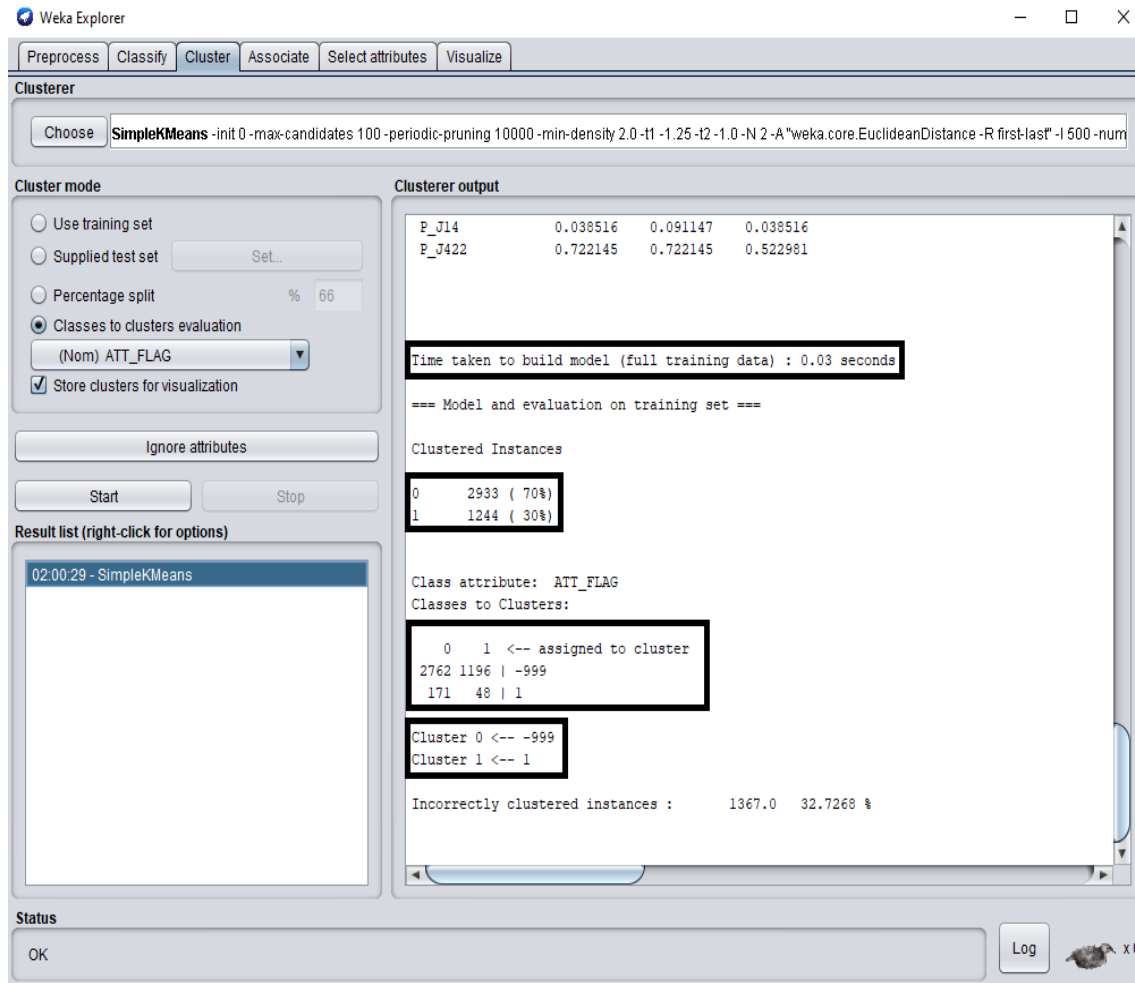 Weka Explorer
Preprocess Classify Cluster Associate Select attributes Visualize
Clusterer
Choose SimpleKMeans -init 0 -max-candidates 100 -periodic-pruning 10000 -min-density 2.0 -t1 -1.25 -t2 -1.0 -N 2 -A "weka.core.EuclideanDistance -R first-last" -I 500 -num
Cluster mode
Use training set
Supplied test set Set...
Percentage split % 66
Classes to clusters evaluation
(Nom) ATT_FLAG
Store clusters for visualization
Ignore attributes
Start Stop
Result list (right-click for options)
02:00:29 - SimpleKMeans
Clusterer output
P_J14 0.038516 0.091147 0.038516
P_J422 0.722145 0.722145 0.522981
Time taken to build model (full training data) : 0.03 seconds
=== Model and evaluation on training set ===
Clustered Instances
0 2933 ( 70%)
1 1244 ( 30%)
Class attribute: ATT_FLAG
Classes to Clusters:
0 1 <-- assigned to cluster
2762 1196 | -999
171 48 | 1
Cluster 0 <-- -999
Cluster 1 <-- 1
Incorrectly clustered instances : 1367.0 32.7268 %
Status
OK
Log
x